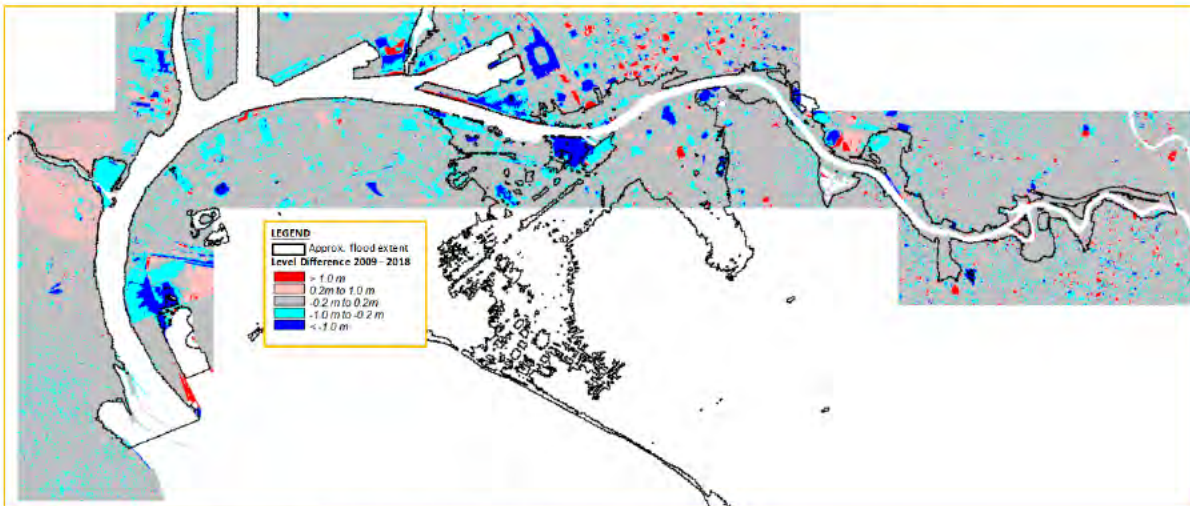 LEGEND
Approx. flood extent
Level Difference 2009 - 2018
> 1.0 m
0.2m to 1.0 m
-0.2 m to 0.2m
-1.0 m to -0.2 m
< -1.0 m